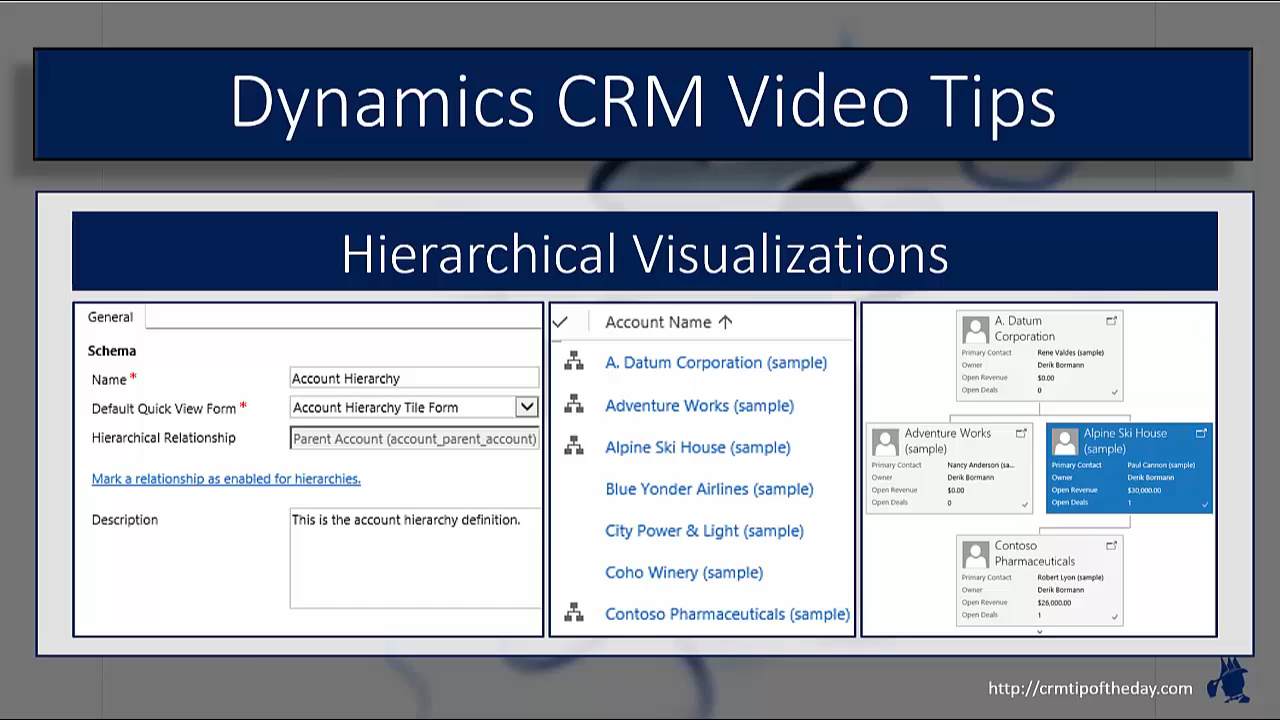 Dynamics CRM Video Tips
Hierarchical Visualizations
General
Schema
Name *
Account Hierarchy
Default Quick View Form *
Account Hierarchy Tile Form
Hierarchical Relationship
Parent Account (account_parent_account)
Mark a relationship as enabled for hierarchies.
Description
This is the account hierarchy definition.
Account Name ↑
A. Datum Corporation (sample)
Adventure Works (sample)
Alpine Ski House (sample)
Blue Yonder Airlines (sample)
City Power & Light (sample)
Coho Winery (sample)
Contoso Pharmaceuticals (sample)
A. Datum
Corporation
Primary Contact Rene Valdes (sample)
Owner Derik Bormann
Open Revenue $0.00
Open Deals 0
Adventure Works
(sample)
Primary Contact Nancy Anderson (sa...
Owner Derik Bormann
Open Revenue $0.00
Open Deals 0
Alpine Ski House
(sample)
Primary Contact Paul Cannon (sample)
Owner Derik Bormann
Open Revenue $30,000.00
Open Deals 1
Contoso
Pharmaceuticals
Primary Contact Robert Lyon (sample)
Owner Derik Bormann
Open Revenue $26,000.00
Open Deals 1
http://crmtipoftheday.com